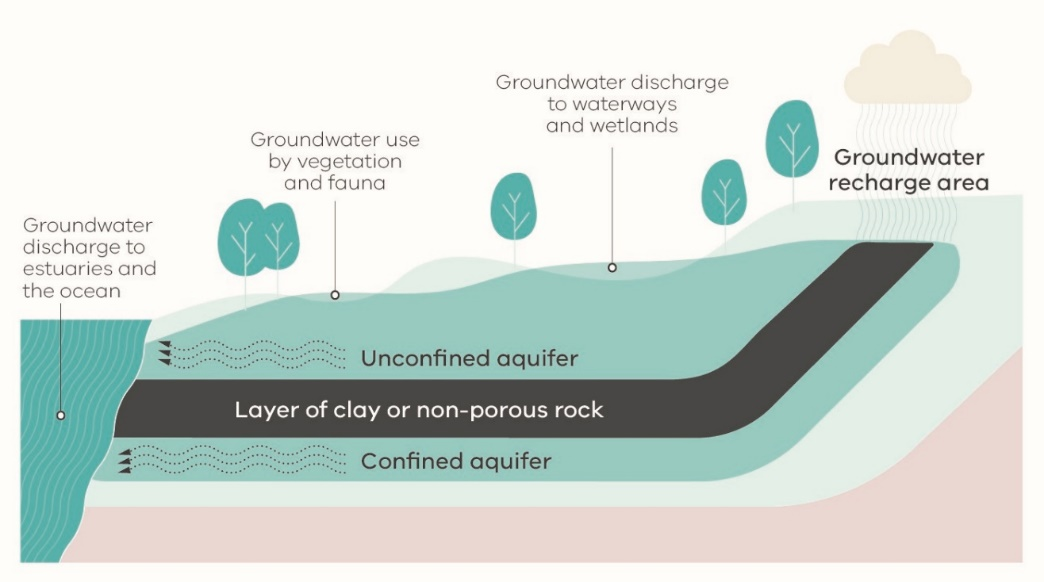 Groundwater discharge
to waterways
and wetlands
Groundwater use
by vegetation
and fauna
Groundwater
recharge area
Groundwater
discharge to
estuaries and
the ocean
Unconfined aquifer
Layer of clay or non-porous rock
Confined aquifer